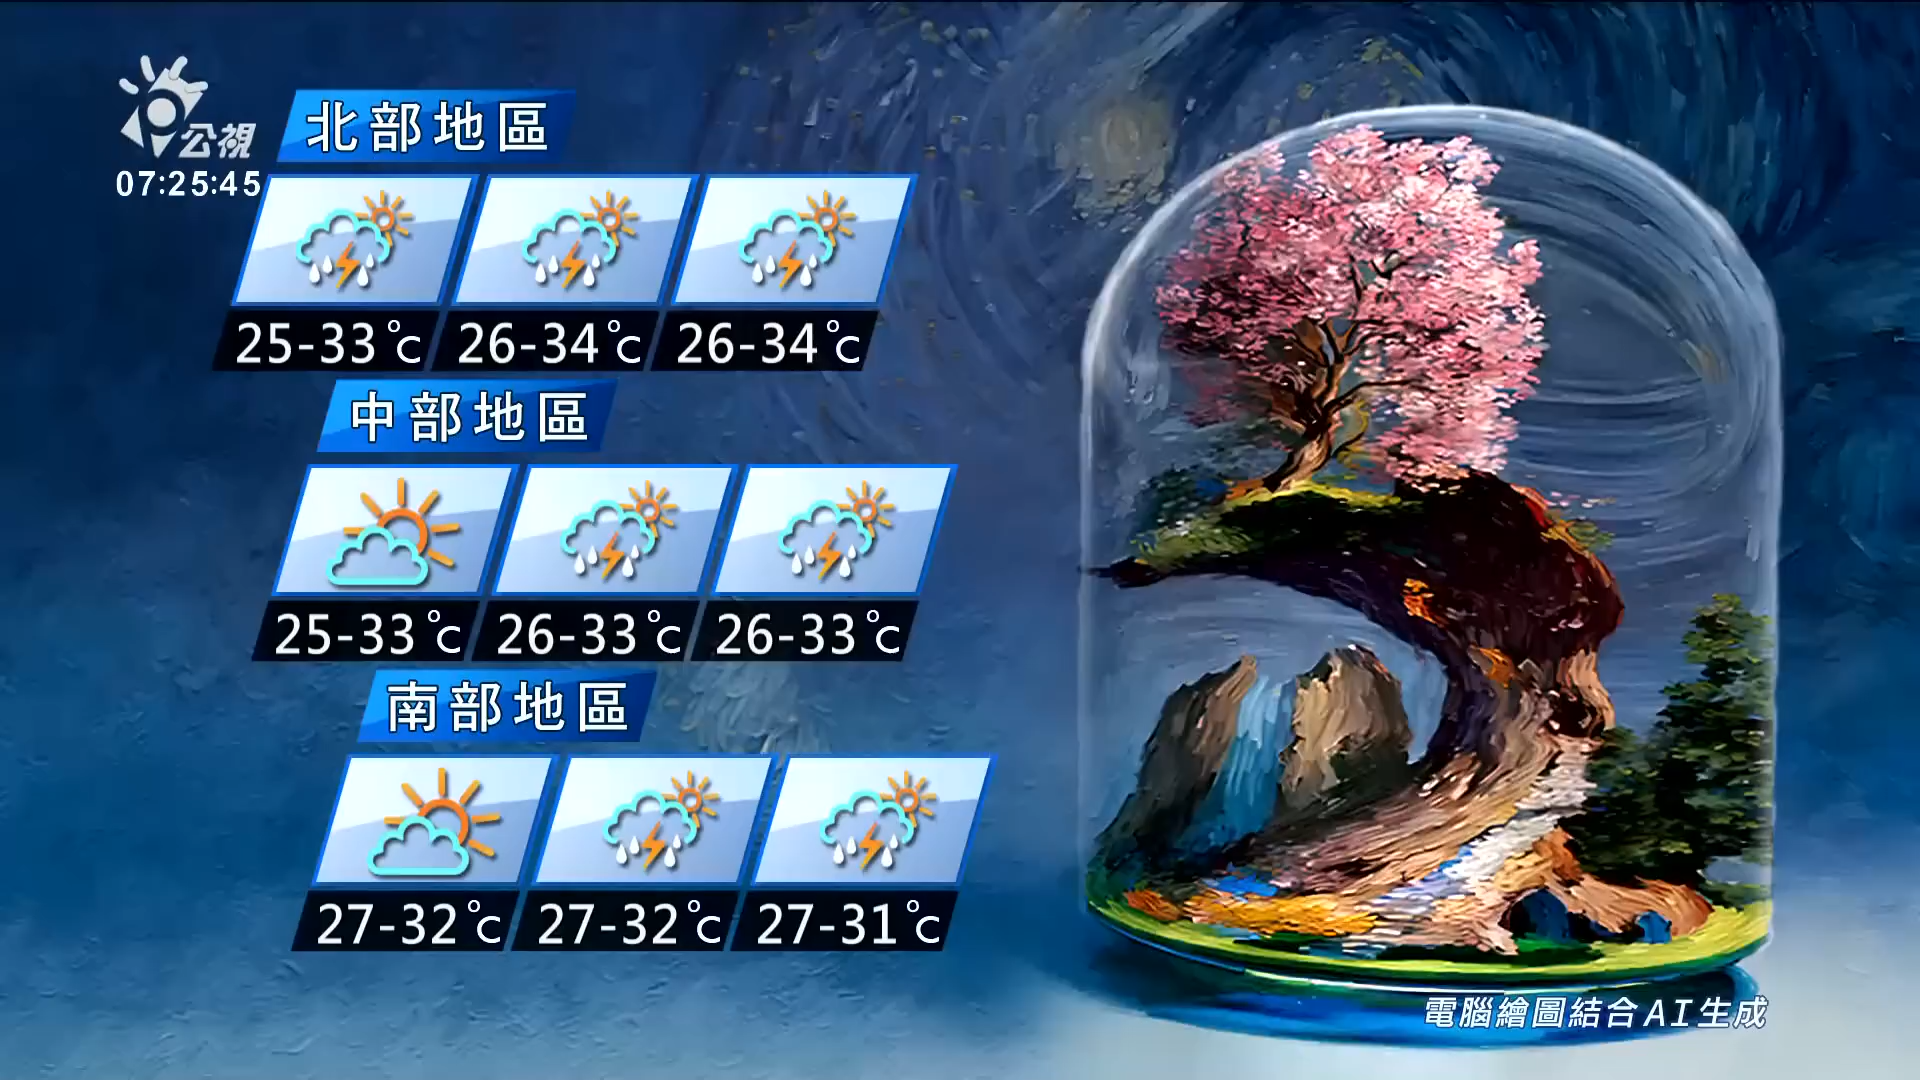 公視
07:25:45
北部地區
25-33℃ 26-34℃ 26-34℃
中部地區
25-33℃ 26-33℃ 26-33℃
南部地區
27-32℃ 27-32℃ 27-31℃
電腦繪圖結合AI生成